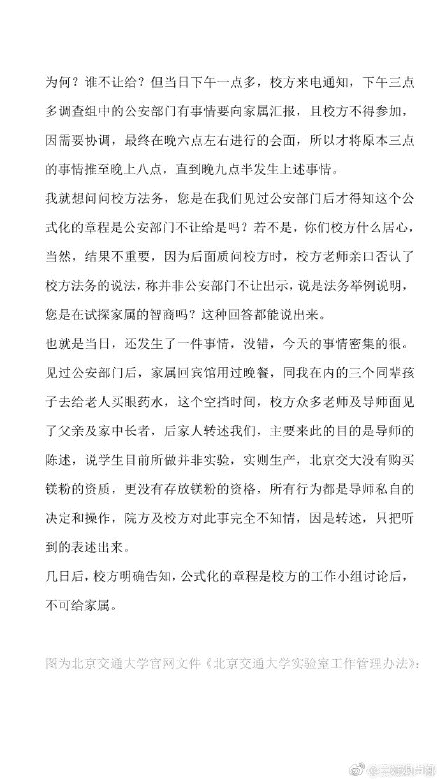 为何？谁不让给？但当日下午一点多，校方来电通知，下午三点
多调查组中的公安部门有事情要向家属汇报，且校方不得参加，
因需要协调，最终在晚六点左右进行的会面，所以才将原本三点
的事情推至晚上八点，直到晚九点半发生上述事情。
我就想问问校方法务，您是在我们见过公安部门后才得知这个公
式化的章程是公安部门不让给是吗？若不是，你们校方什么居心，
当然，结果不重要，因为后面质问校方时，校方老师亲口否认了
校方法务的说法，称并非公安部门不让出示，说是法务举例说明，
您是在试探家属的智商吗？这种回答都能说出来。
也就是当日，还发生了一件事情，没错，今天的事情密集的很。
见过公安部门后，家属回宾馆用过晚餐，同我在内的三个同辈孩
子去给老人买眼药水，这个空挡时间，校方众多老师及导师面见
了父亲及家中长者，后家人转述我们，主要来此的目的是导师的
陈述，说学生目前所做并非实验，实则生产，北京交大没有购买
镁粉的资质，更没有存放镁粉的资格，所有行为都是导师私自的
决定和操作，院方及校方对此事完全不知情，因是转述，只把听
到的表述出来。
几日后，校方明确告知，公式化的章程是校方的工作小组讨论后，
不可给家属。
图为北京交通大学官网文件《北京交通大学实验室工作管理办法》：